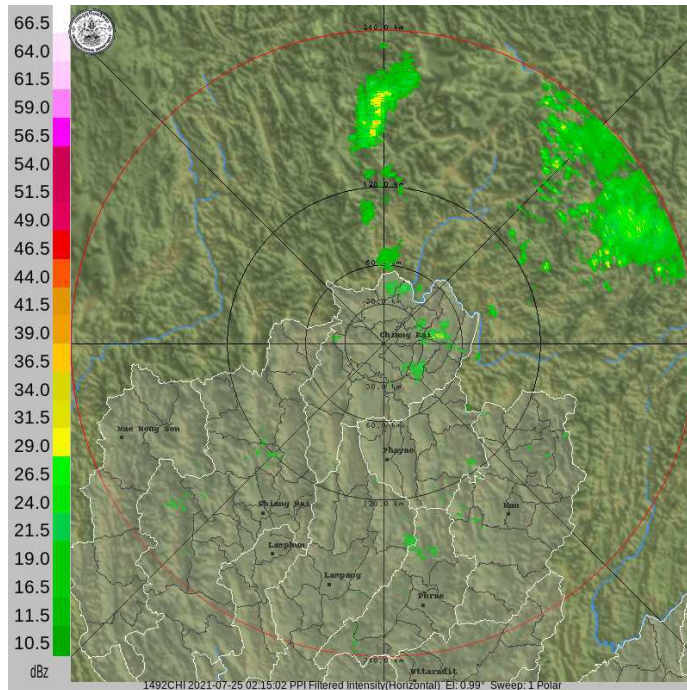 66.5
64.0
61.5
59.0
56.5
54.0
51.5
49.0
46.5
44.0
41.5
39.0
36.5
34.0
31.5
29.0
26.5
24.0
21.5
19.0
16.5
13.5
10.5
dBz
240.0 km
120.0 km
60.0 km
30.0 km
Chiang Rai
30.0 km
60.0 km
Mae Hong Son
Phayao
120.0 km
Chiang Mai
Nan
Lamphun
Lampang
Phrae
240.0 km
Uttaradit
1492CHI 2021-07-25 02:15:02 PPI Filtered Intensity(Horizontal) El: 0.99° Sweep: 1 Polar